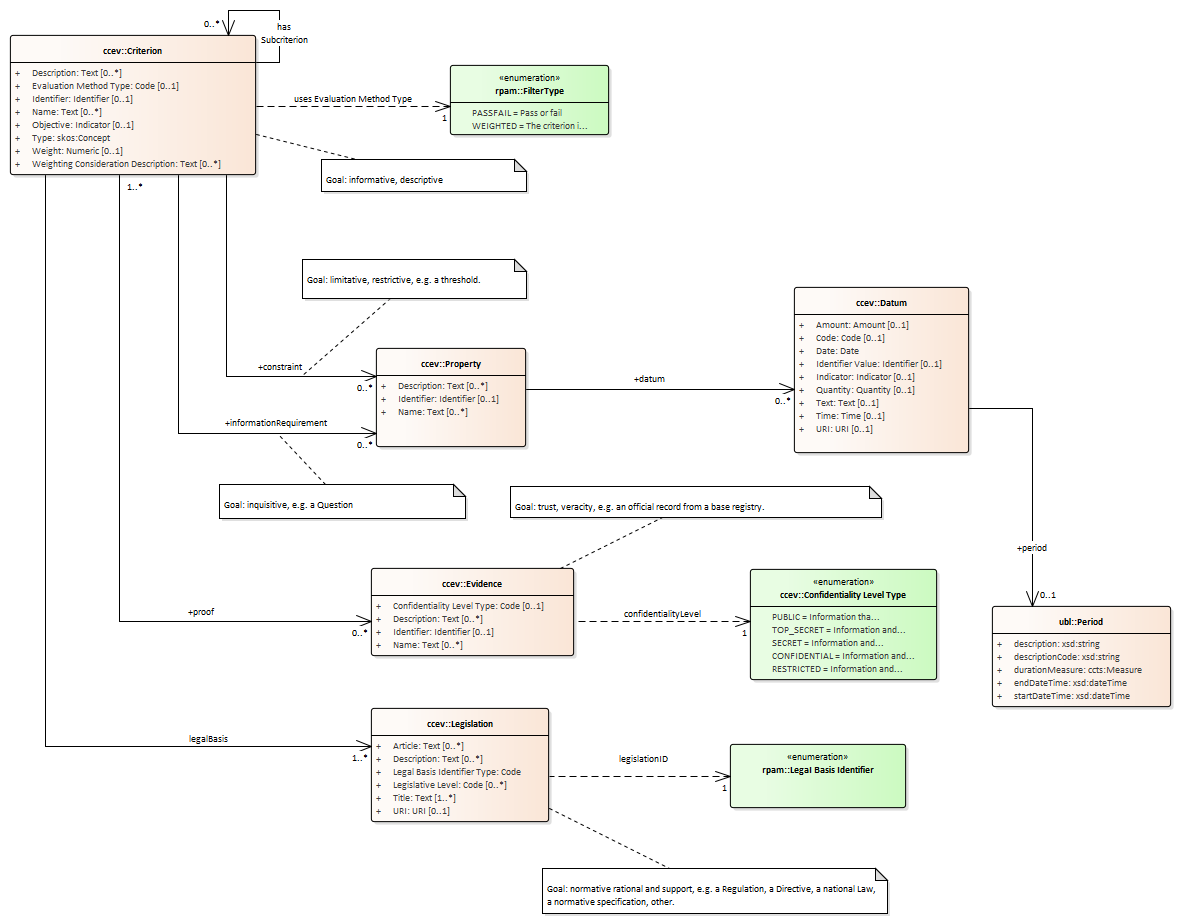 0..*
has
Subcriterion
ccev::Criterion
+ Description: Text [0..*]
+ Evaluation Method Type: Code [0..1]
+ Identifier: Identifier [0..1]
+ Name: Text [0..*]
+ Objective: Indicator [0..1]
+ Type: skos:Concept
+ Weight: Numeric [0..1]
+ Weighting Consideration Description: Text [0..*]
uses Evaluation Method Type
1
«enumeration»
rpam::FilterType
PASSFAIL = Pass or fail
WEIGHTED = The criterion i...
Goal: informative, descriptive
1..*
Goal: limitative, restrictive, e.g. a threshold.
+constraint
0..*
ccev::Property
+ Description: Text [0..*]
+ Identifier: Identifier [0..1]
+ Name: Text [0..*]
+informationRequirement
0..*
+datum
0..*
ccev::Datum
+ Amount: Amount [0..1]
+ Code: Code [0..1]
+ Date: Date
+ Identifier Value: Identifier [0..1]
+ Indicator: Indicator [0..1]
+ Quantity: Quantity [0..1]
+ Text: Text [0..1]
+ Time: Time [0..1]
+ URI: URI [0..1]
Goal: inquisitive, e.g. a Question
Goal: trust, veracity, e.g. an official record from a base registry.
+period
0..1
ubl::Period
+ description: xsd:string
+ descriptionCode: xsd:string
+ durationMeasure: ccts:Measure
+ endDateTime: xsd:dateTime
+ startDateTime: xsd:dateTime
+proof
0..*
ccev::Evidence
+ Confidentiality Level Type: Code [0..1]
+ Description: Text [0..*]
+ Identifier: Identifier [0..1]
+ Name: Text [0..*]
confidentialityLevel
1
«enumeration»
ccev::Confidentiality Level Type
PUBLIC = Information tha...
TOP_SECRET = Information and...
SECRET = Information and...
CONFIDENTIAL = Information and...
RESTRICTED = Information and...
legalBasis
1..*
ccev::Legislation
+ Article: Text [0..*]
+ Description: Text [0..*]
+ Legal Basis Identifier Type: Code
+ Legislative Level: Code [0..*]
+ Title: Text [1..*]
+ URI: URI [0..1]
legislationID
1
«enumeration»
rpam::Legal Basis Identifier
Goal: normative rational and support, e.g. a Regulation, a Directive, a national Law,
a normative specification, other.